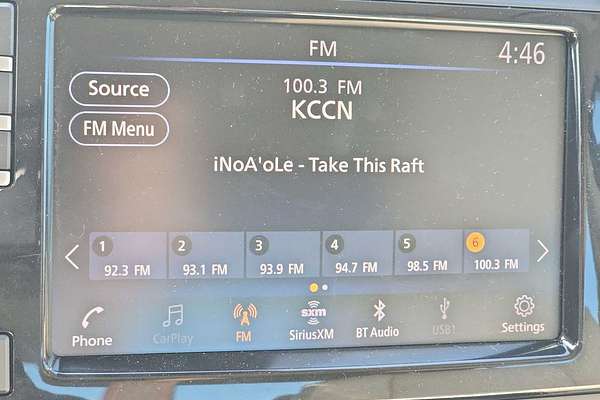 FM
4:46
Source
100.3 FM
KCCN
FM Menu
iNoA'oLe - Take This Raft
1 2 3 4 5 6
92.3 FM 93.1 FM 93.9 FM 94.7 FM 98.5 FM 100.3 FM
sxm
Phone CarPlay FM SiriusXM BT Audio USB1 Settings